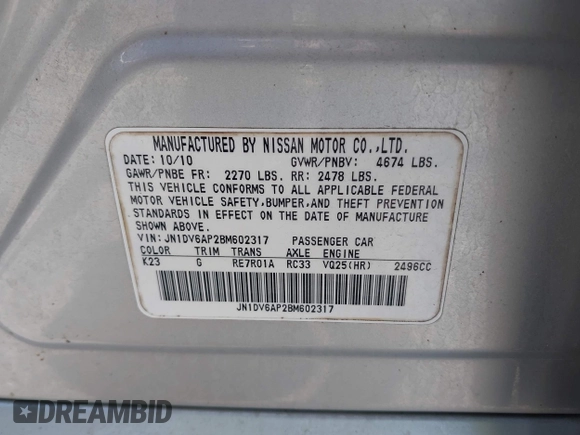 MANUFACTURED BY NISSAN MOTOR CO.,LTD.
DATE: 10/10 GVWR/PNBV: 4674 LBS.
GAWR/PNBE FR: 2270 LBS. RR: 2478 LBS.
THIS VEHICLE CONFORMS TO ALL APPLICABLE FEDERAL
MOTOR VEHICLE SAFETY,BUMPER,AND THEFT PREVENTION
STANDARDS IN EFFECT ON THE DATE OF MANUFACTURE
SHOWN ABOVE.
VIN: JN1DV6AP2BM602317 PASSENGER CAR
COLOR TRIM TRANS AXLE ENGINE
K23 G RE7R01A RC33 VQ25(HR) 2496CC
JN1DV6AP2BM602317
DREAMBID